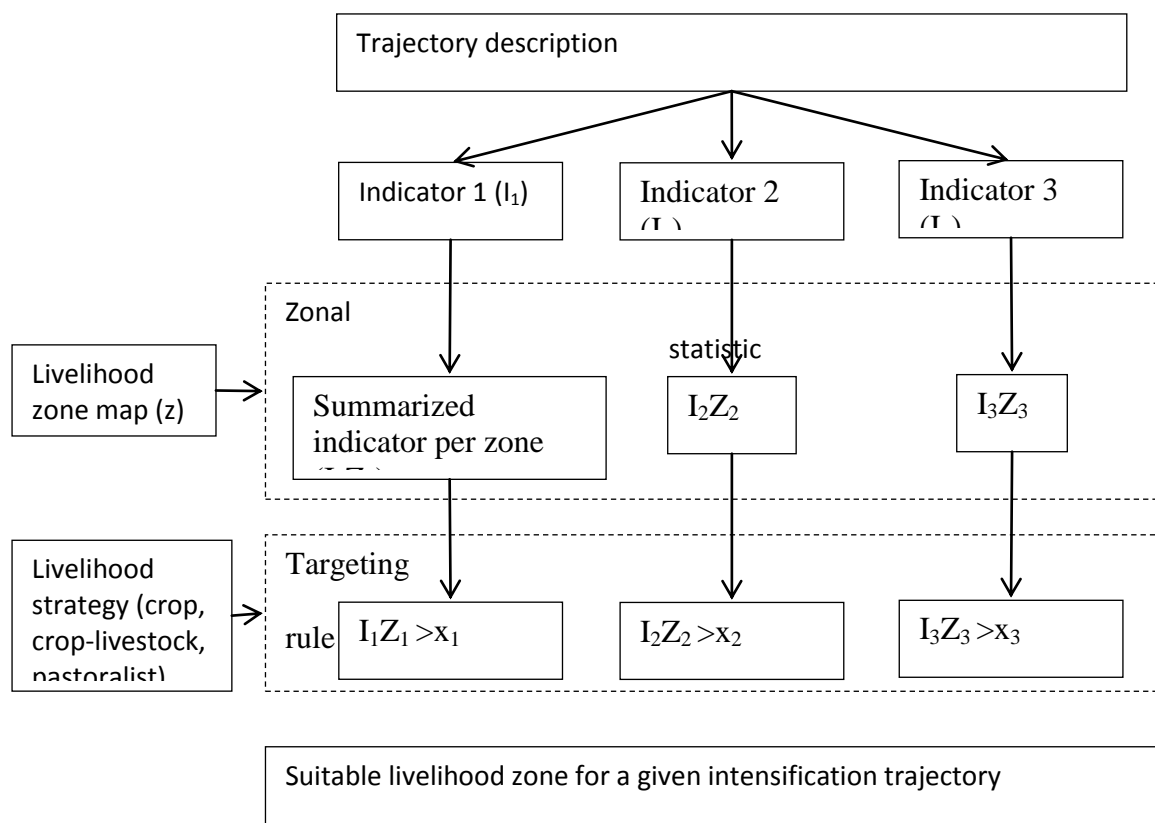 Trajectory description
Indicator 1 (I₁)
Indicator 2
Indicator 3
Zonal
statistic
Livelihood
zone map (z)
Summarized
indicator per zone
I₂Z₂
I₃Z₃
Livelihood
strategy (crop,
crop-livestock,
pastoralist)
Targeting
rule
I₁Z₁ >x₁
I₂Z₂ >x₂
I₃Z₃ >x₃
Suitable livelihood zone for a given intensification trajectory